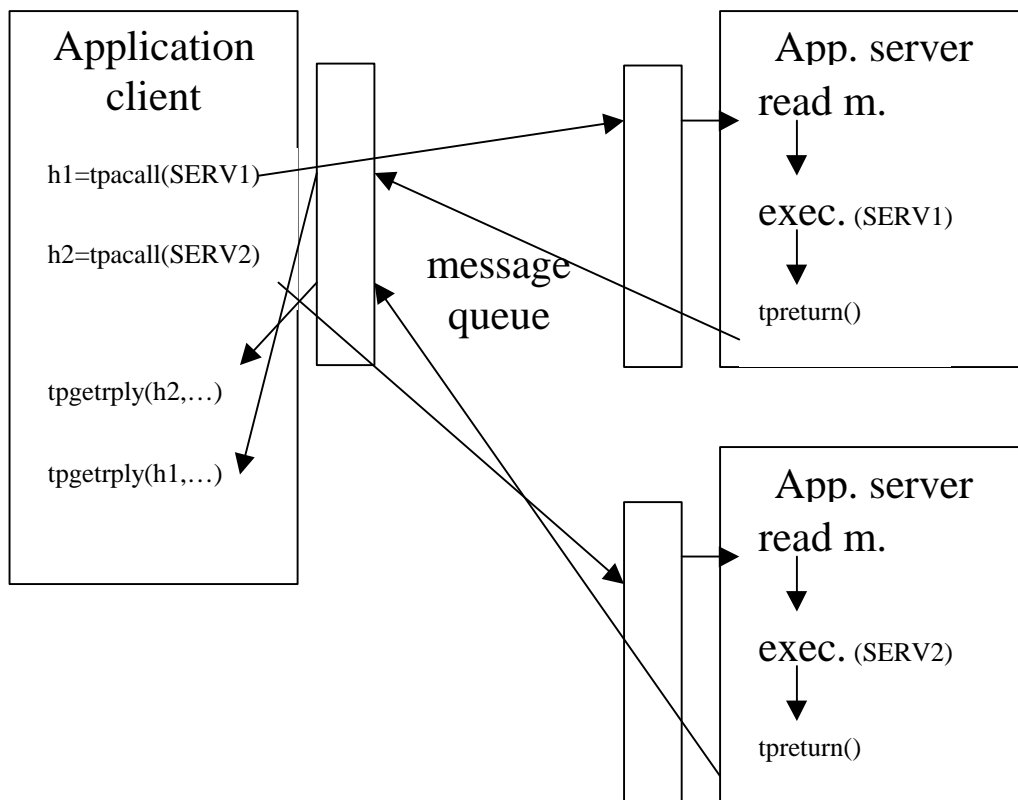 Application
client
h1=tpacall(SERV1)
h2=tpacall(SERV2)
tpgetrply(h2,…)
tpgetrply(h1,…)
message
queue
App. server
read m.
exec. (SERV1)
tpreturn()
App. server
read m.
exec. (SERV2)
tpreturn()